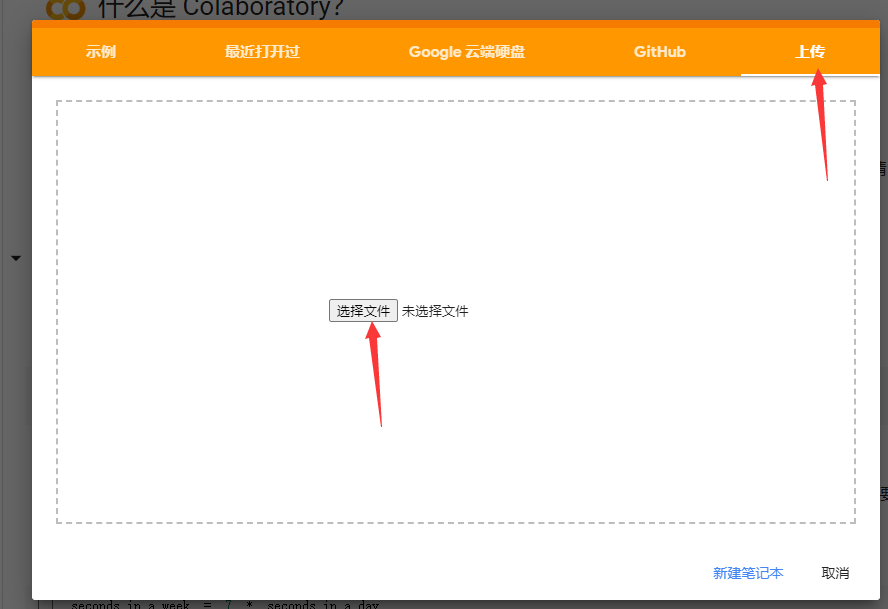 什么是 Colaboratory?
示例 最近打开过 Google 云端硬盘 GitHub 上传
选择文件 未选择文件
新建笔记本 取消
seconds_in_a_week = 7 * seconds_in_a_day